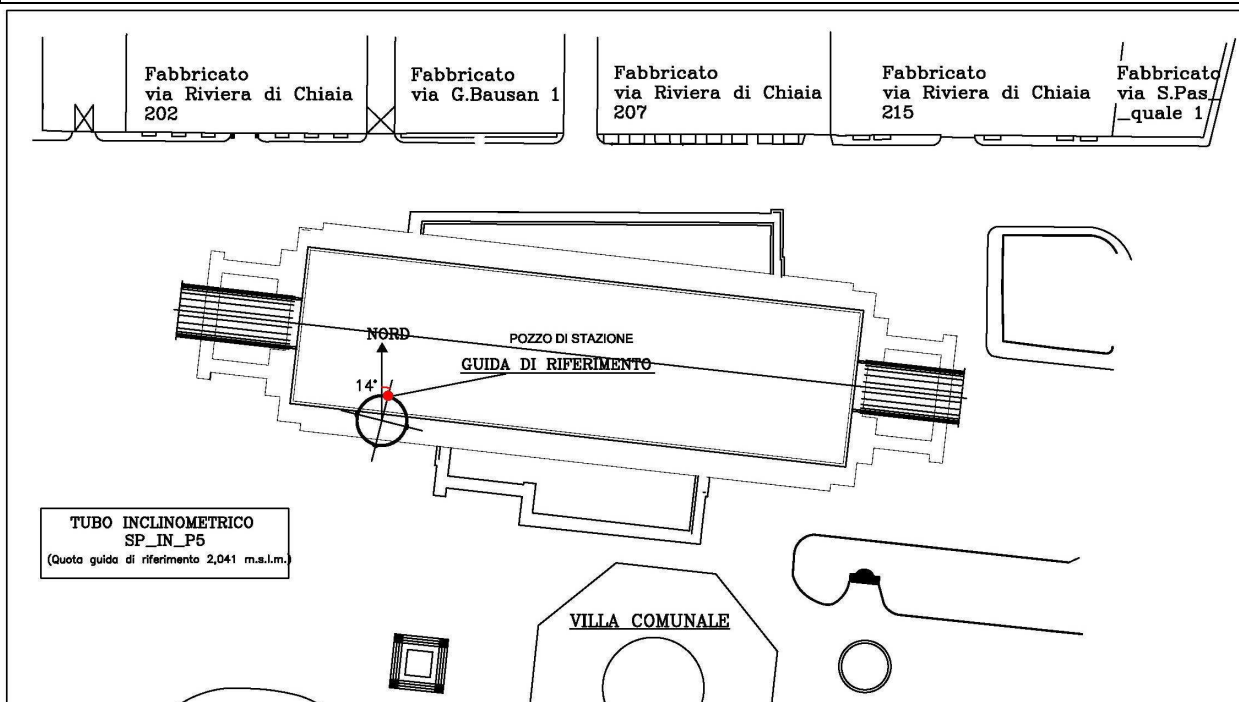 Fabbricato
via Riviera di Chiaia
202
Fabbricato
via G.Bausan 1
Fabbricato
via Riviera di Chiaia
207
Fabbricato
via Riviera di Chiaia
215
Fabbricato
via S.Pas_
_quale 1
NORD
POZZO DI STAZIONE
GUIDA DI RIFERIMENTO
14°
TUBO INCLINOMETRICO
SP_IN_P5
(Quota guida di riferimento 2,041 m.s.l.m.)
VILLA COMUNALE